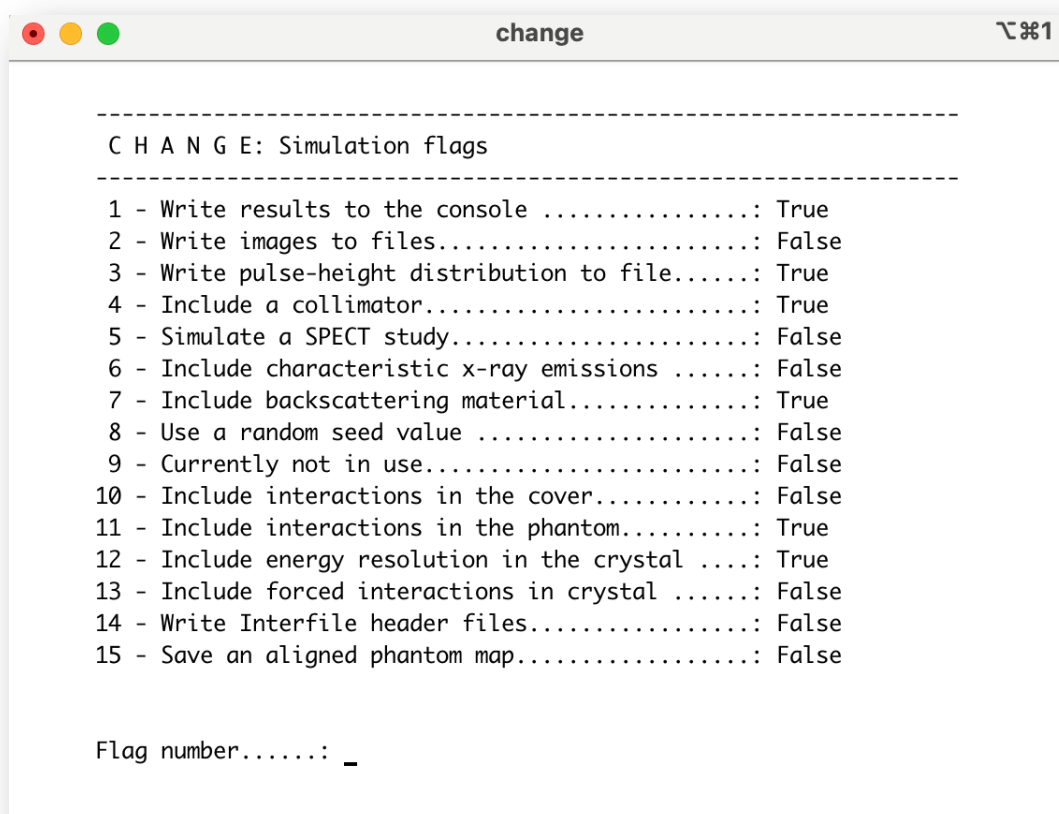 change
⌥⌘1
------------------------------------------------------------------
C H A N G E: Simulation flags
------------------------------------------------------------------
1 - Write results to the console ................: True
2 - Write images to files........................: False
3 - Write pulse-height distribution to file......: True
4 - Include a collimator.........................: True
5 - Simulate a SPECT study.......................: False
6 - Include characteristic x-ray emissions ......: False
7 - Include backscattering material..............: True
8 - Use a random seed value .....................: False
9 - Currently not in use.........................: False
10 - Include interactions in the cover............: False
11 - Include interactions in the phantom..........: True
12 - Include energy resolution in the crystal ....: True
13 - Include forced interactions in crystal ......: False
14 - Write Interfile header files.................: False
15 - Save an aligned phantom map..................: False
Flag number......: _